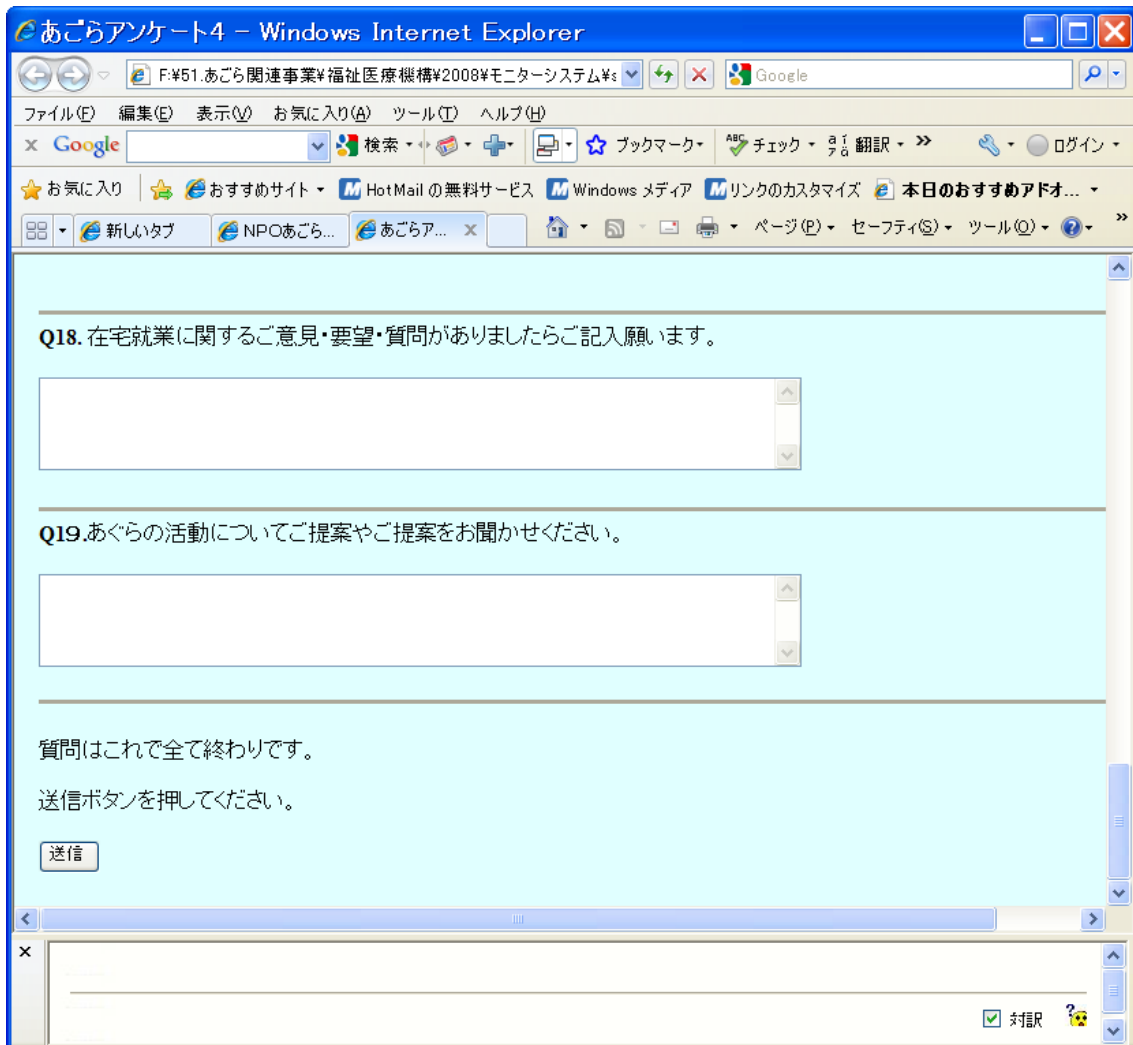 あごらアンケート4 - Windows Internet Explorer
F:¥51.あごら関連事業¥福祉医療機構¥2008¥モニターシステム¥s
Google
ファイル(F) 編集(E) 表示(V) お気に入り(A) ツール(T) ヘルプ(H)
x Google 検索 ブックマーク ABC チェック 翻訳 » ログイン
お気に入り おすすめサイト HotMail の無料サービス Windows メディア リンクのカスタマイズ 本日のおすすめアドオ...
新しいタブ NPOあごら... あごらア... x ページ(P) セーフティ(S) ツール(O) »
Q18. 在宅就業に関するご意見・要望・質問がありましたらご記入願います。
Q19.あぐらの活動についてご提案やご提案をお聞かせください。
質問はこれで全て終わりです。
送信ボタンを押してください。
送信
x
対訳